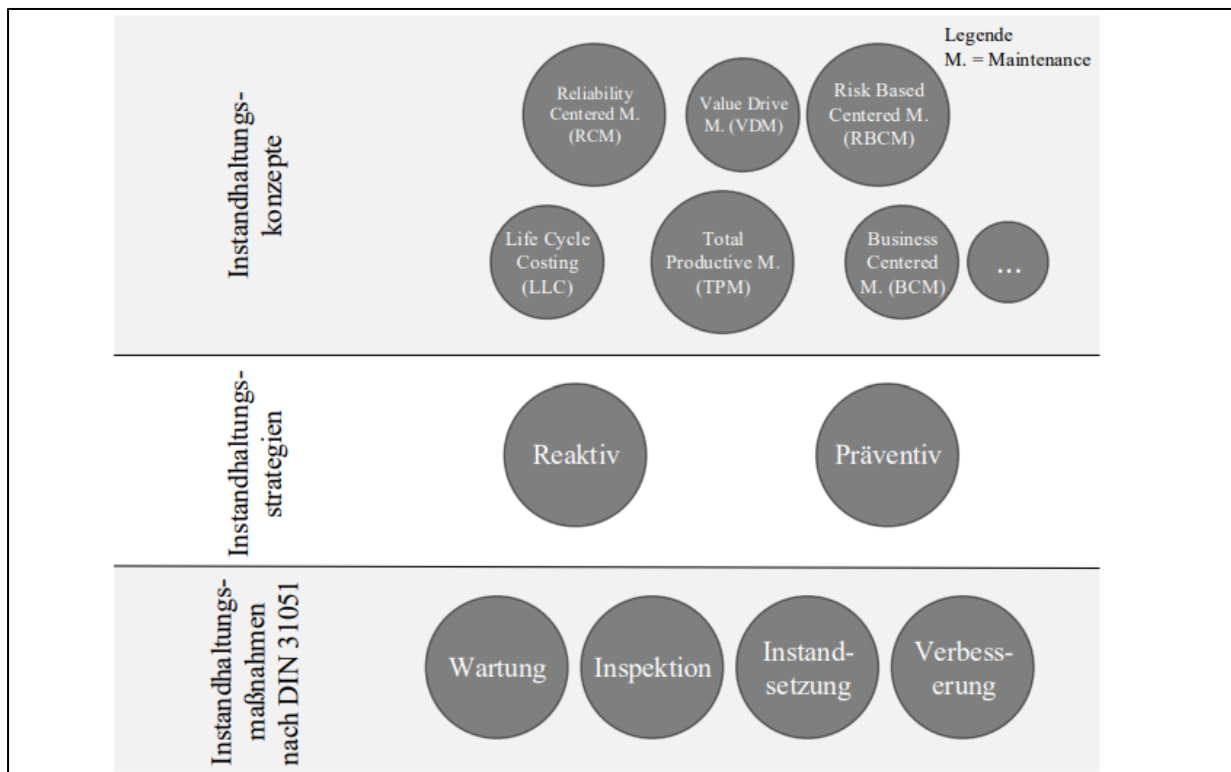 Legende
M. = Maintenance
Instandhaltungs-
konzepte
Reliability
Centered M.
(RCM)
Value Drive
M. (VDM)
Risk Based
Centered M.
(RBCM)
Life Cycle
Costing
(LLC)
Total
Productive M.
(TPM)
Business
Centered
M. (BCM)
...
Instandhaltungs-
strategien
Reaktiv
Präventiv
Instandhaltungs-
maßnahmen
nach DIN 31051
Wartung
Inspektion
Instand-
setzung
Verbess-
erung